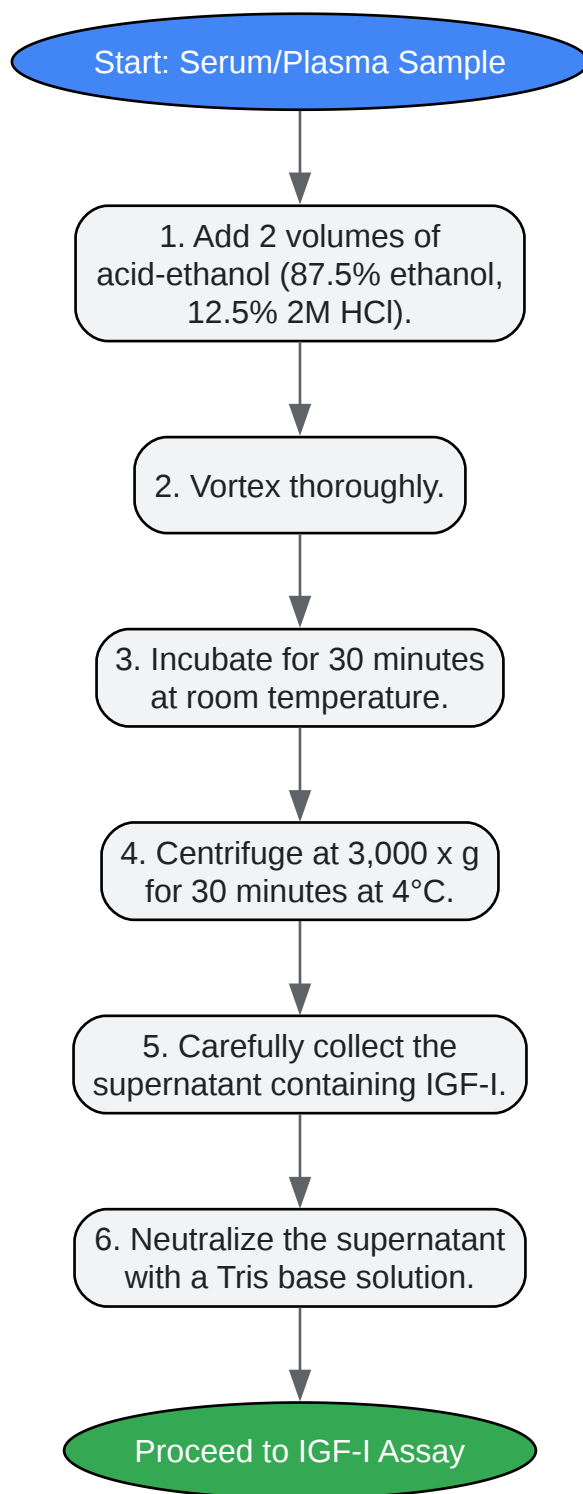 Start: Serum/Plasma Sample
1. Add 2 volumes of
acid-ethanol (87.5% ethanol,
12.5% 2M HCl).
2. Vortex thoroughly.
3. Incubate for 30 minutes
at room temperature.
4. Centrifuge at 3,000 x g
for 30 minutes at 4°C.
5. Carefully collect the
supernatant containing IGF-I.
6. Neutralize the supernatant
with a Tris base solution.
Proceed to IGF-I Assay